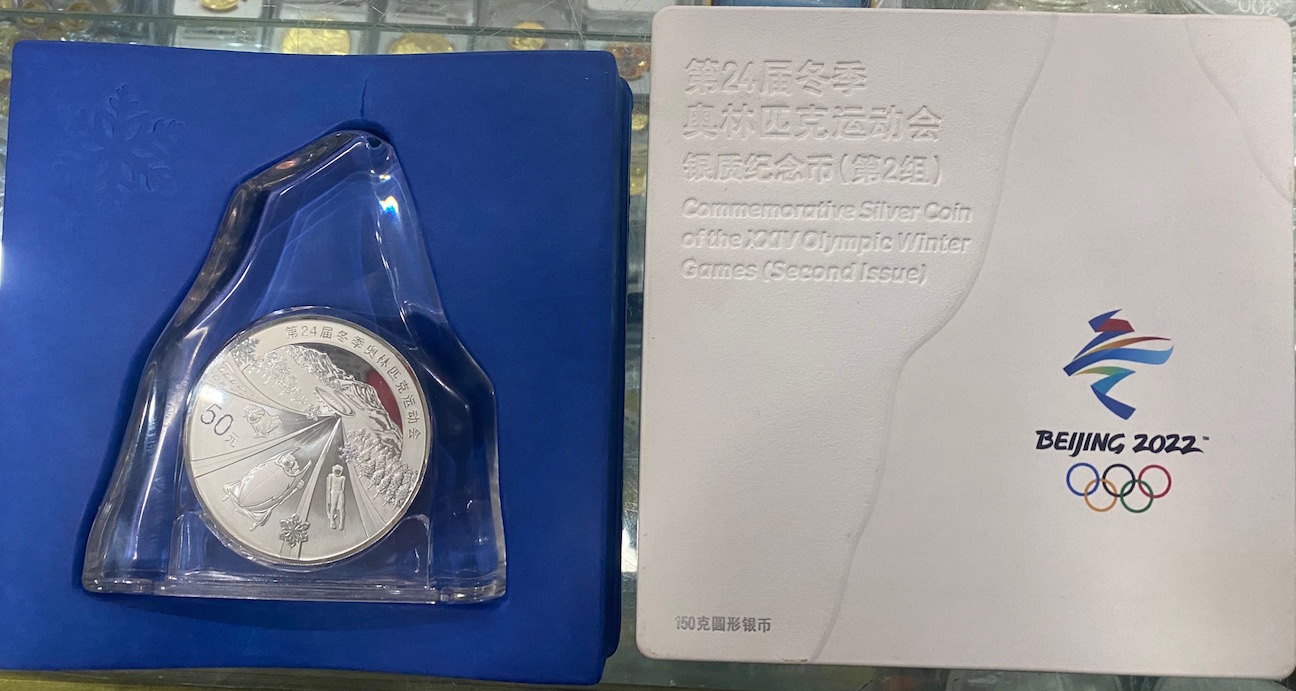 第24届冬季奥林匹克运动会
50元
第24届冬季
奥林匹克运动会
银质纪念币（第2组）
Commemorative Silver Coin
of the XXIV Olympic Winter
Games (Second Issue)
BEIJING 2022™
150克圆形银币
300